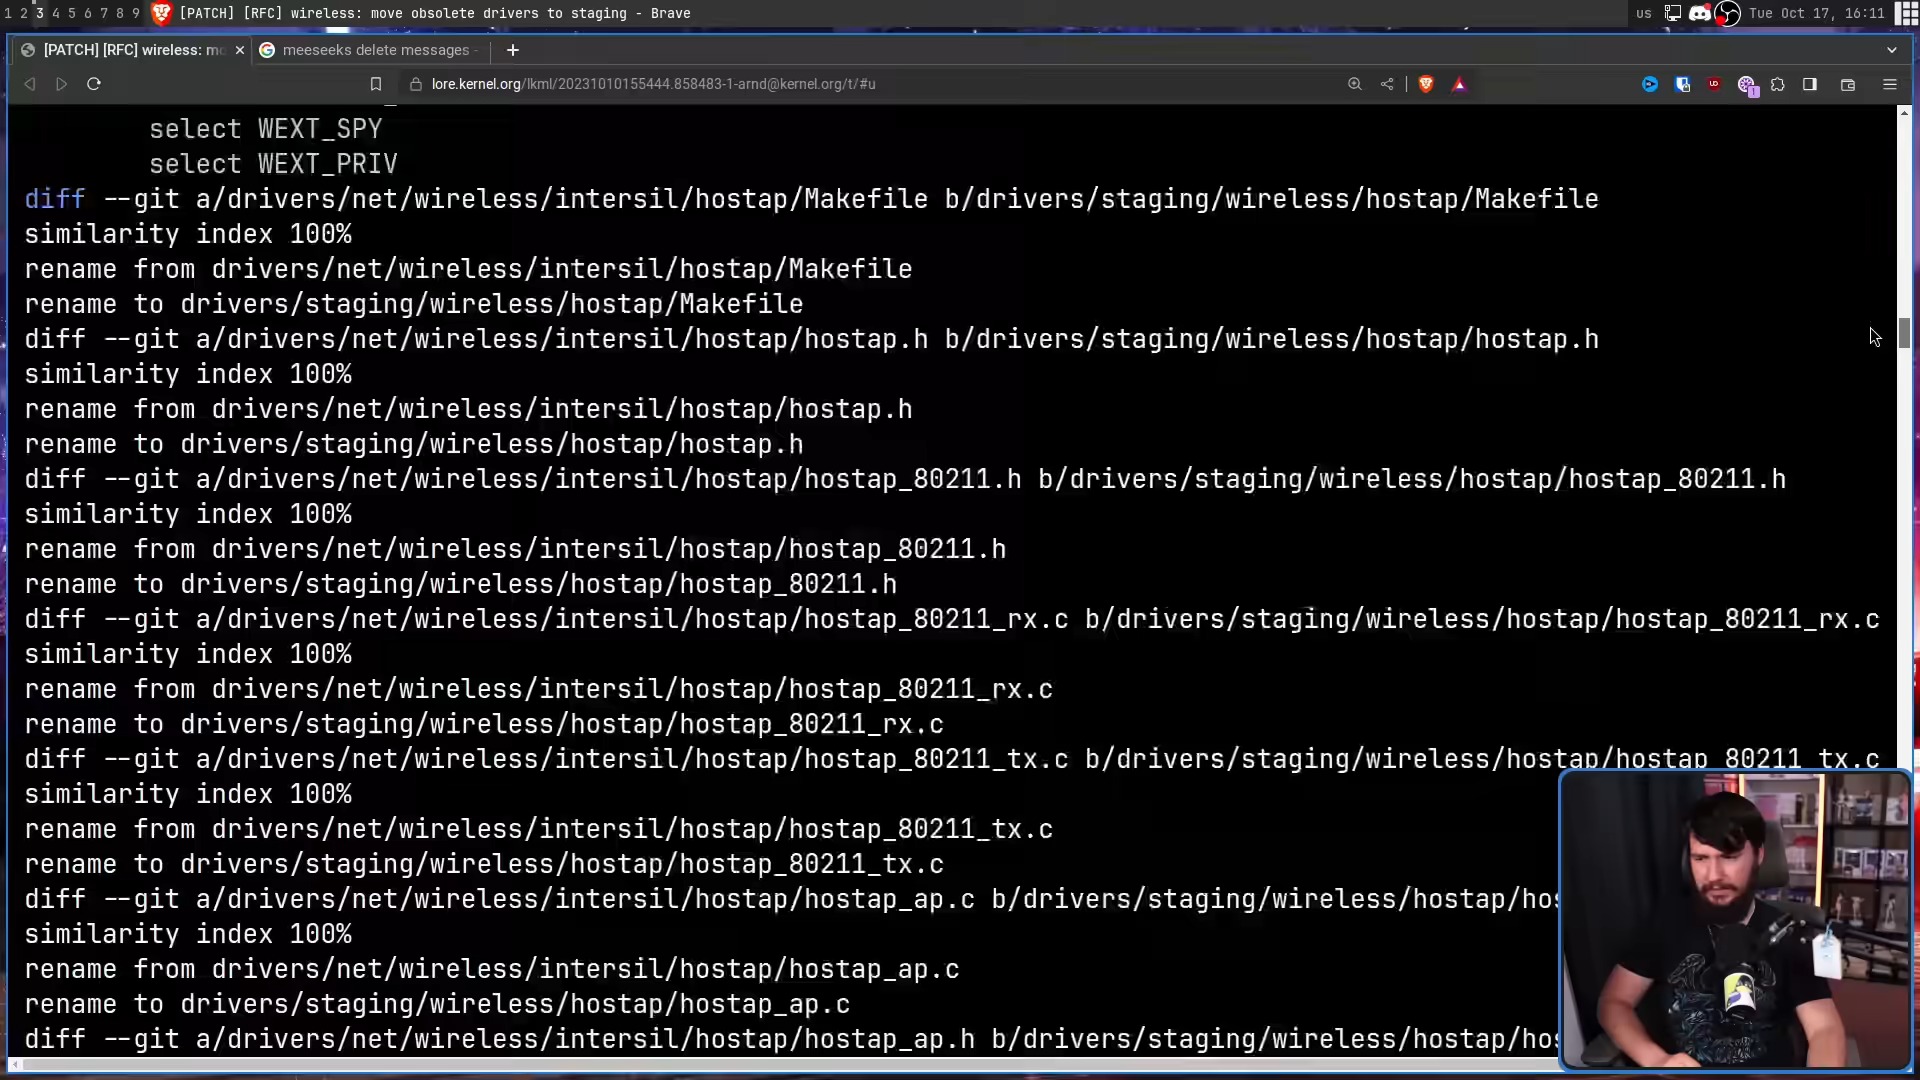 1 2 3 4 5 6 7 8 9 [PATCH] [RFC] wireless: move obsolete drivers to staging - Brave us Tue Oct 17, 16:11
[PATCH] [RFC] wireless: mo meeseeks delete messages -
lore.kernel.org/lkml/20231010155444.858483-1-arnd@kernel.org/t/#u
select WEXT_SPY
select WEXT_PRIV
diff --git a/drivers/net/wireless/intersil/hostap/Makefile b/drivers/staging/wireless/hostap/Makefile
similarity index 100%
rename from drivers/net/wireless/intersil/hostap/Makefile
rename to drivers/staging/wireless/hostap/Makefile
diff --git a/drivers/net/wireless/intersil/hostap/hostap.h b/drivers/staging/wireless/hostap/hostap.h
similarity index 100%
rename from drivers/net/wireless/intersil/hostap/hostap.h
rename to drivers/staging/wireless/hostap/hostap.h
diff --git a/drivers/net/wireless/intersil/hostap/hostap_80211.h b/drivers/staging/wireless/hostap/hostap_80211.h
similarity index 100%
rename from drivers/net/wireless/intersil/hostap/hostap_80211.h
rename to drivers/staging/wireless/hostap/hostap_80211.h
diff --git a/drivers/net/wireless/intersil/hostap/hostap_80211_rx.c b/drivers/staging/wireless/hostap/hostap_80211_rx.c
similarity index 100%
rename from drivers/net/wireless/intersil/hostap/hostap_80211_rx.c
rename to drivers/staging/wireless/hostap/hostap_80211_rx.c
diff --git a/drivers/net/wireless/intersil/hostap/hostap_80211_tx.c b/drivers/staging/wireless/hostap/hostap_80211_tx.c
similarity index 100%
rename from drivers/net/wireless/intersil/hostap/hostap_80211_tx.c
rename to drivers/staging/wireless/hostap/hostap_80211_tx.c
diff --git a/drivers/net/wireless/intersil/hostap/hostap_ap.c b/drivers/staging/wireless/hostap/hos
similarity index 100%
rename from drivers/net/wireless/intersil/hostap/hostap_ap.c
rename to drivers/staging/wireless/hostap/hostap_ap.c
diff --git a/drivers/net/wireless/intersil/hostap/hostap_ap.h b/drivers/staging/wireless/hostap/hos